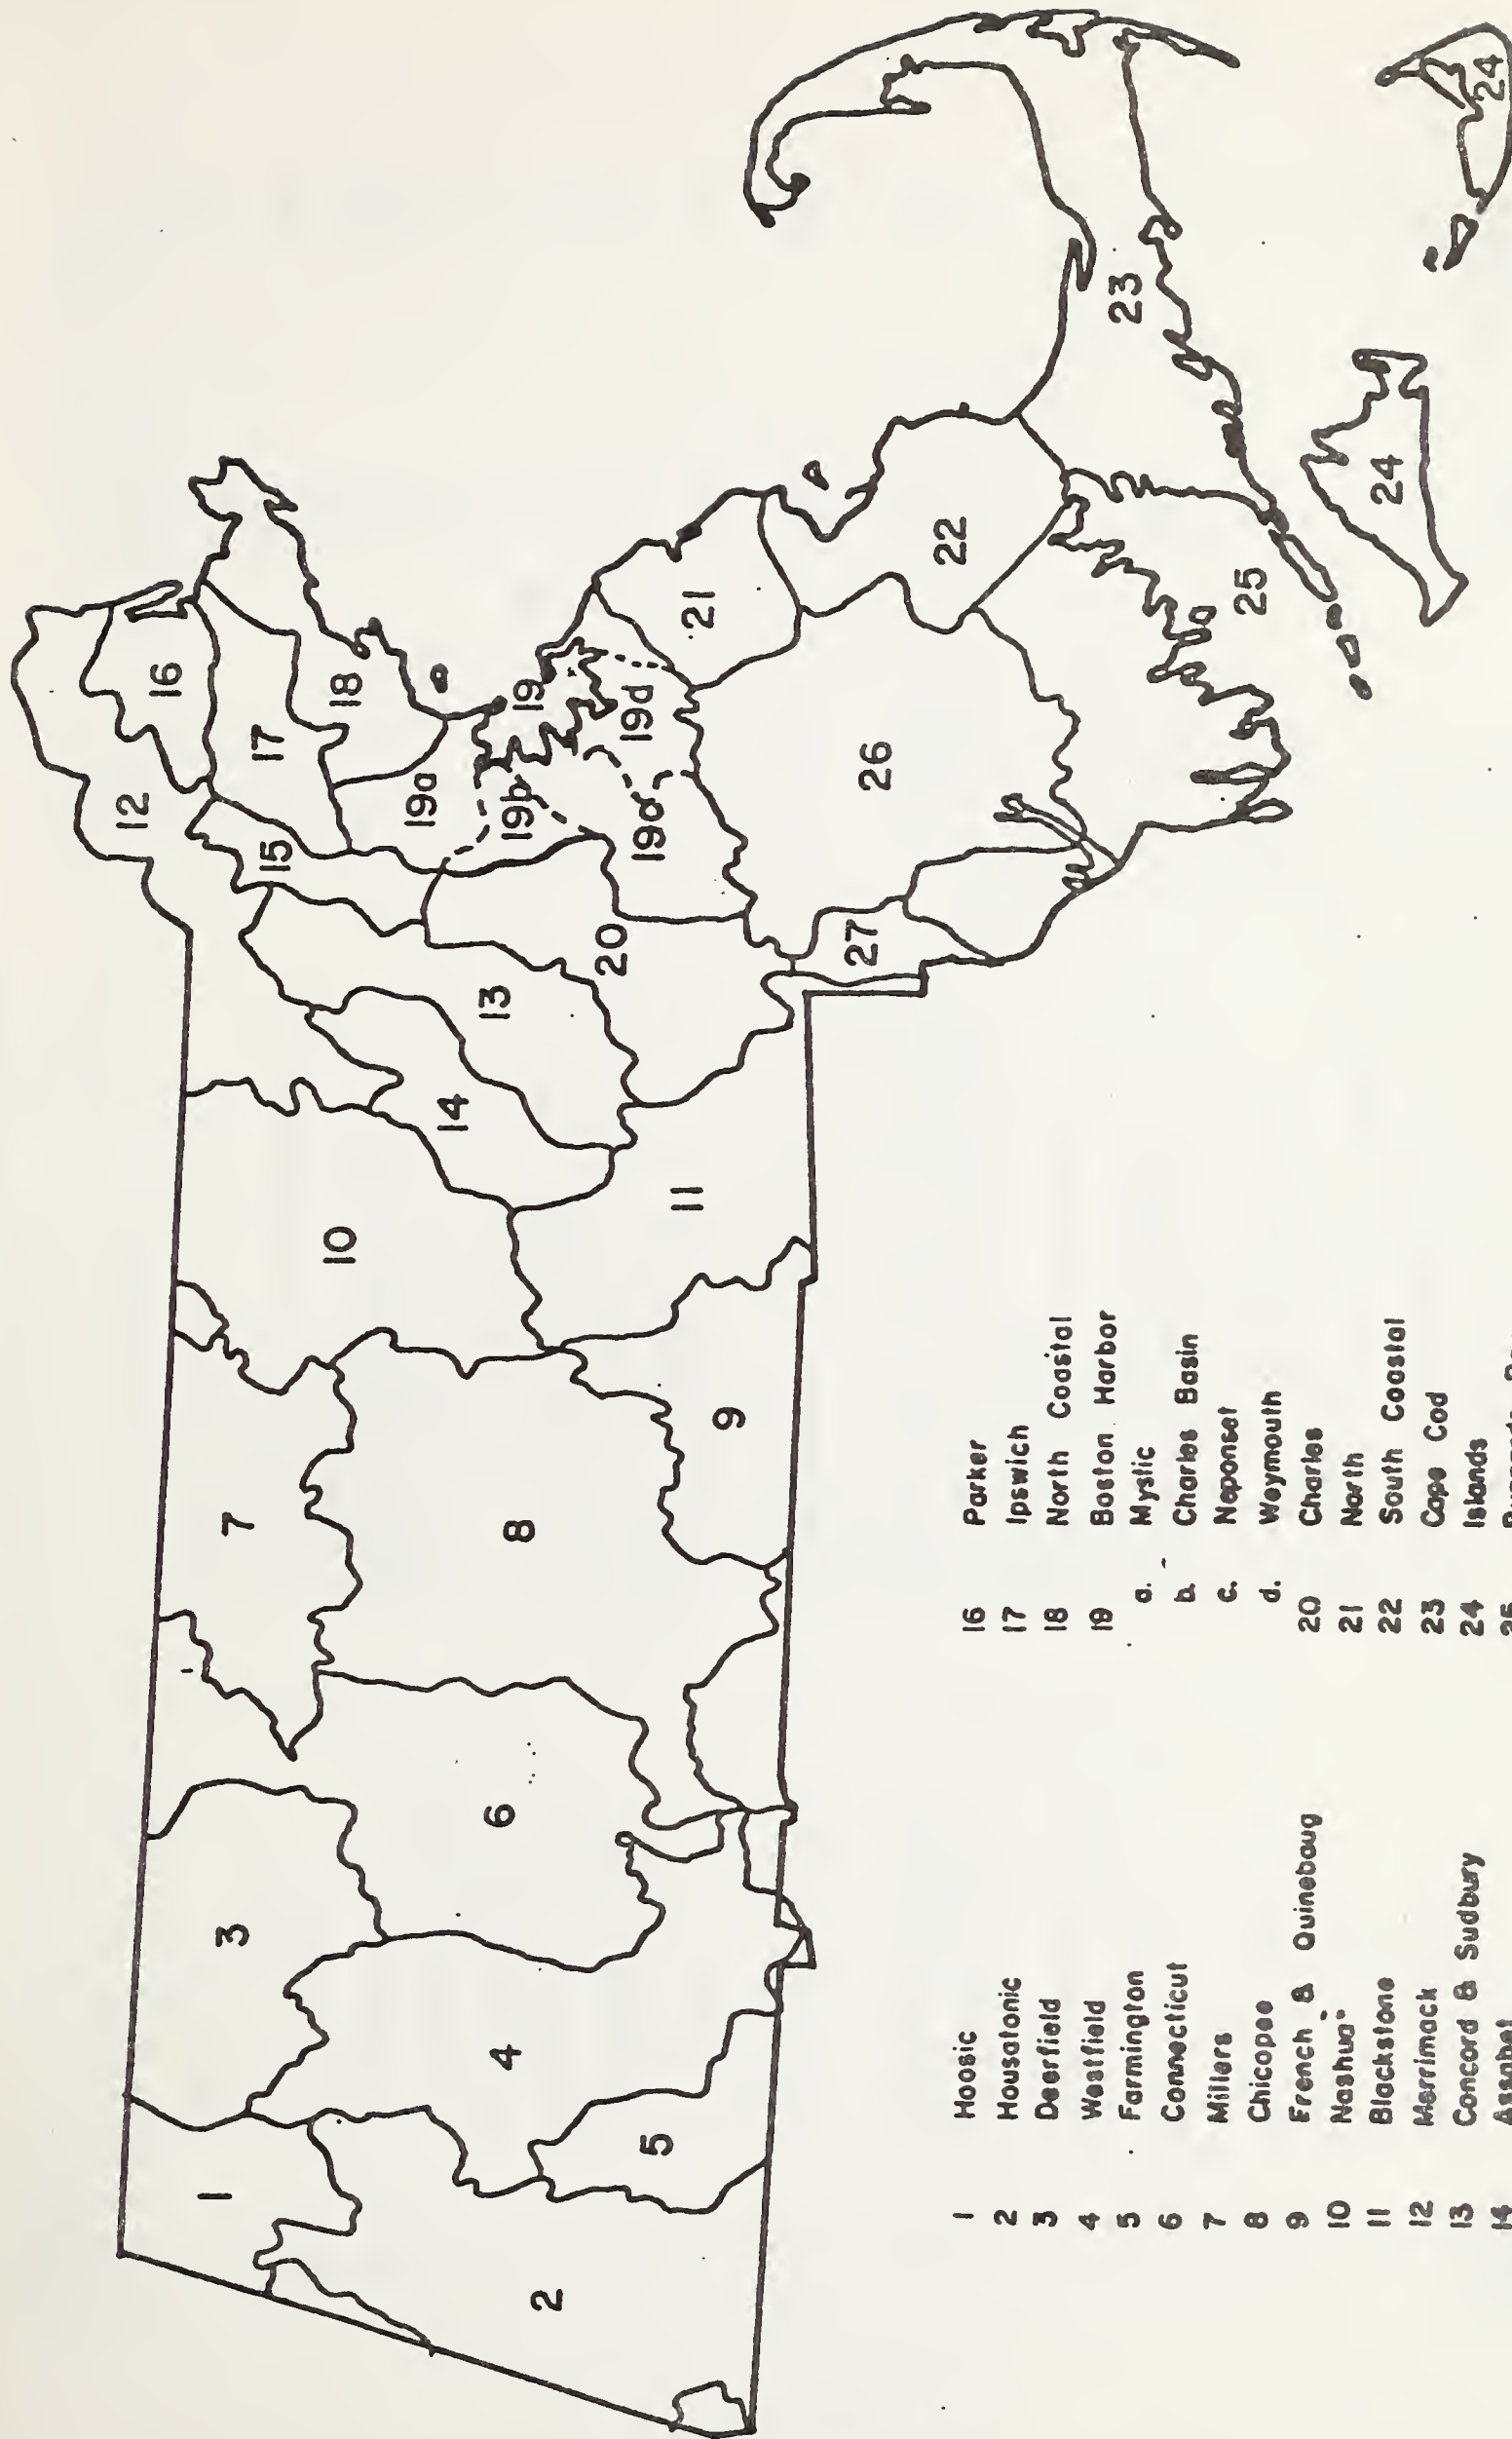 12
16
15
17
18
1
3
7
10
14
13
19a
19b
19
20
19c
19d
21
2
4
6
8
11
5
9
27
26
22
23
25
24
24
1 Hoosic
2 Housatonic
3 Deerfield
4 Westfield
5 Farmington
6 Connecticut
7 Millers
8 Chicopee
9 French & Quinebaug
10 Nashua
11 Blackstone
12 Merrimack
13 Concord & Sudbury
14 Assabet
16 Parker
17 Ipswich
18 North Coastal
19 Boston Harbor
a. Mystic
b. Charles Basin
c. Neponset
d. Weymouth
20 Charles
21 North
22 South Coastal
23 Cape Cod
24 Islands
25